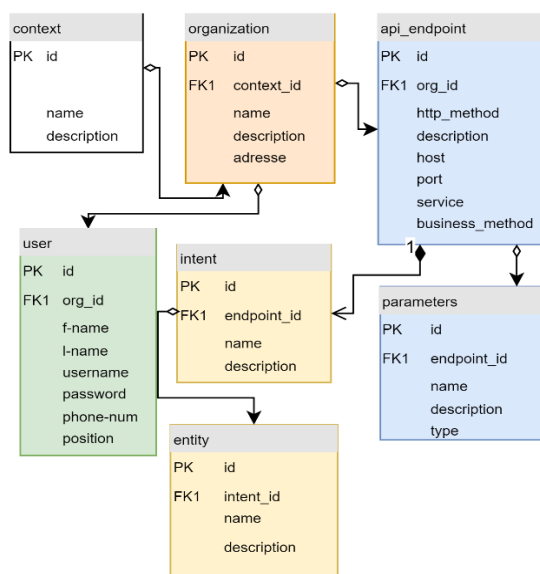 context
PK id
name
description
organization
PK id
FK1 context_id
name
description
adresse
api_endpoint
PK id
FK1 org_id
http_method
description
host
port
service
business_method
1
user
PK id
FK1 org_id
f-name
l-name
username
password
phone-num
position
intent
PK id
FK1 endpoint_id
name
description
parameters
PK id
FK1 endpoint_id
name
description
type
entity
PK id
FK1 intent_id
name
description